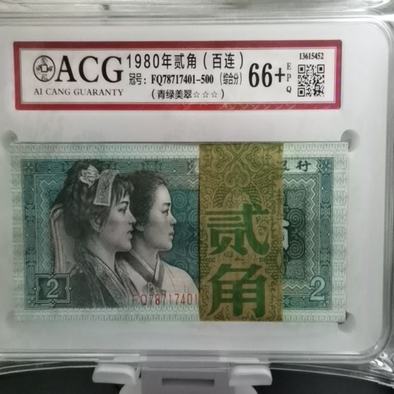 ACG
AI CANG GUARANTY
1980年贰角（百连）
冠号：FQ78717401-500（综合分）
（青绿美翠☆☆☆）
66+
EPQ
13615452
行
贰角
2
FQ78717401
2